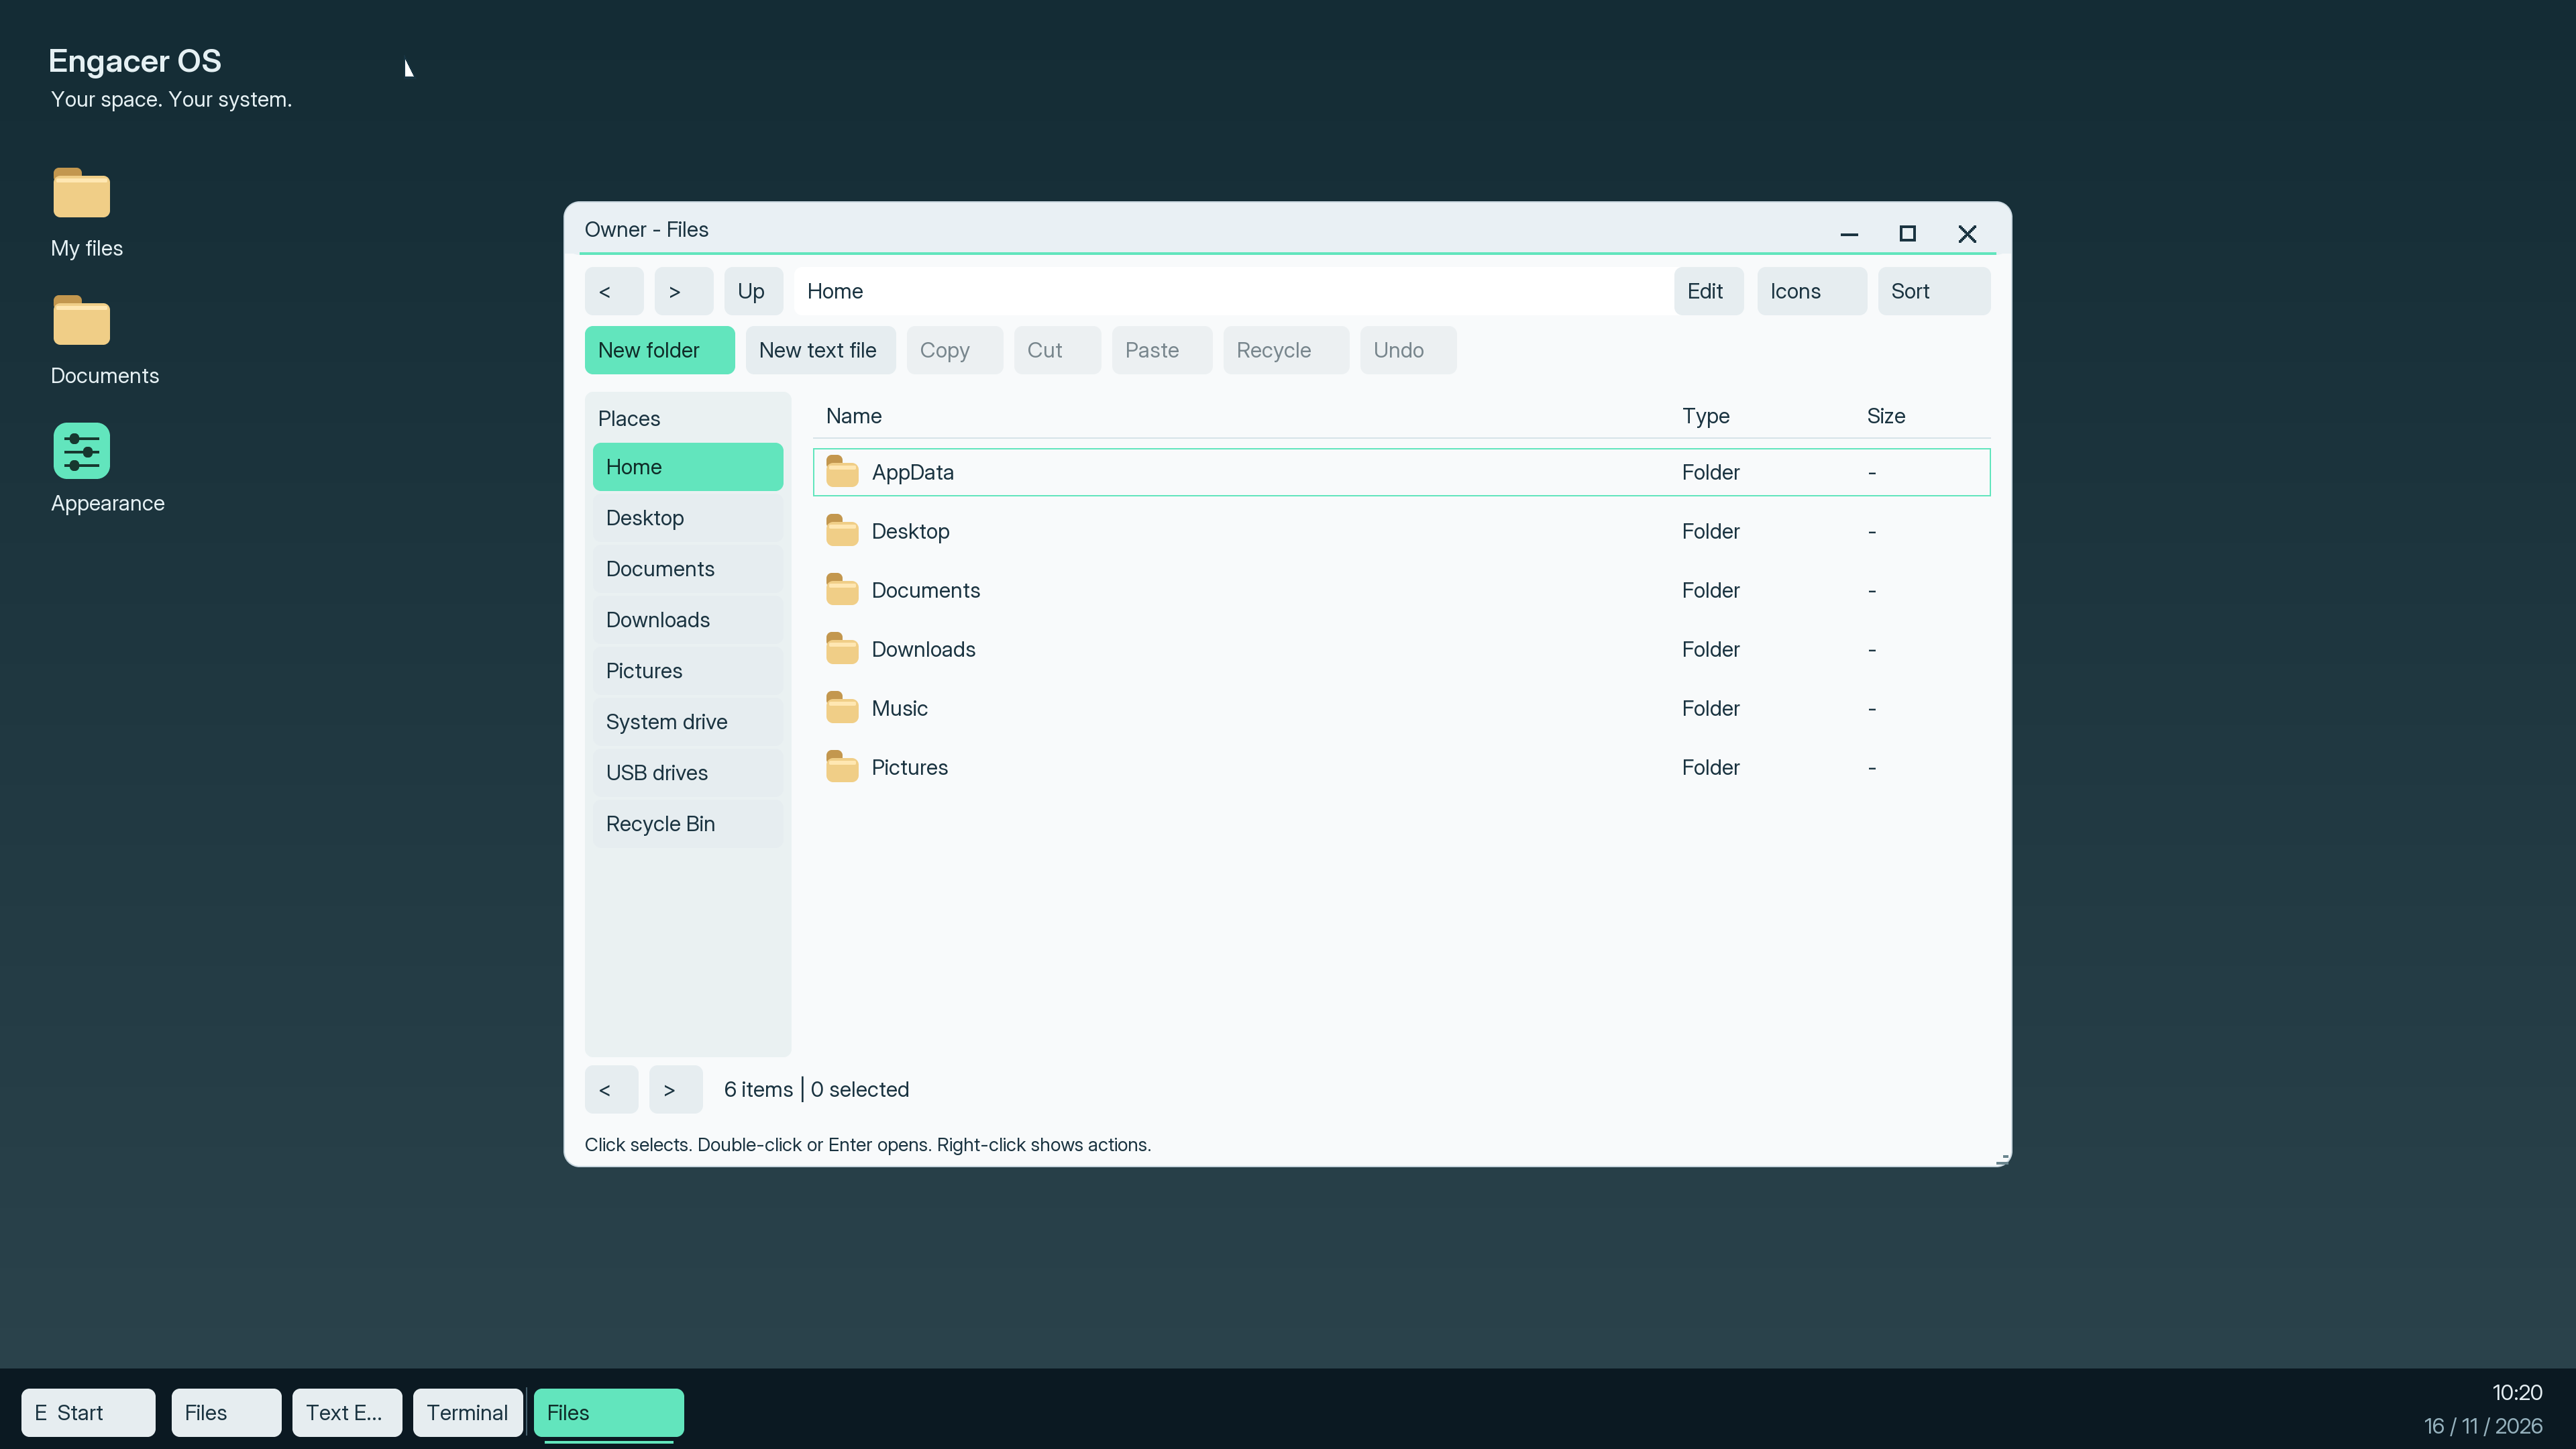 Engacer OS
Your space. Your system.
My files
Documents
Appearance
Owner - Files
< > Up Home Edit Icons Sort
New folder New text file Copy Cut Paste Recycle Undo
Places
Home
Desktop
Documents
Downloads
Pictures
System drive
USB drives
Recycle Bin
Name Type Size
AppData Folder -
Desktop Folder -
Documents Folder -
Downloads Folder -
Music Folder -
Pictures Folder -
< > 6 items | 0 selected
Click selects. Double-click or Enter opens. Right-click shows actions.
E Start Files Text E... Terminal Files
10:20
16 / 11 / 2026